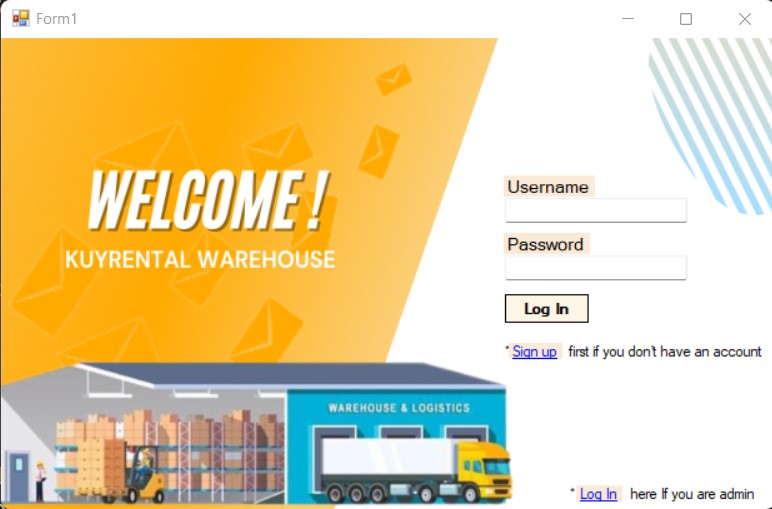 Form1
WELCOME !
KUYRENTAL WAREHOUSE
Username
Password
Log In
* Sign up first if you don't have an account
WAREHOUSE & LOGISTICS
* Log In here If you are admin